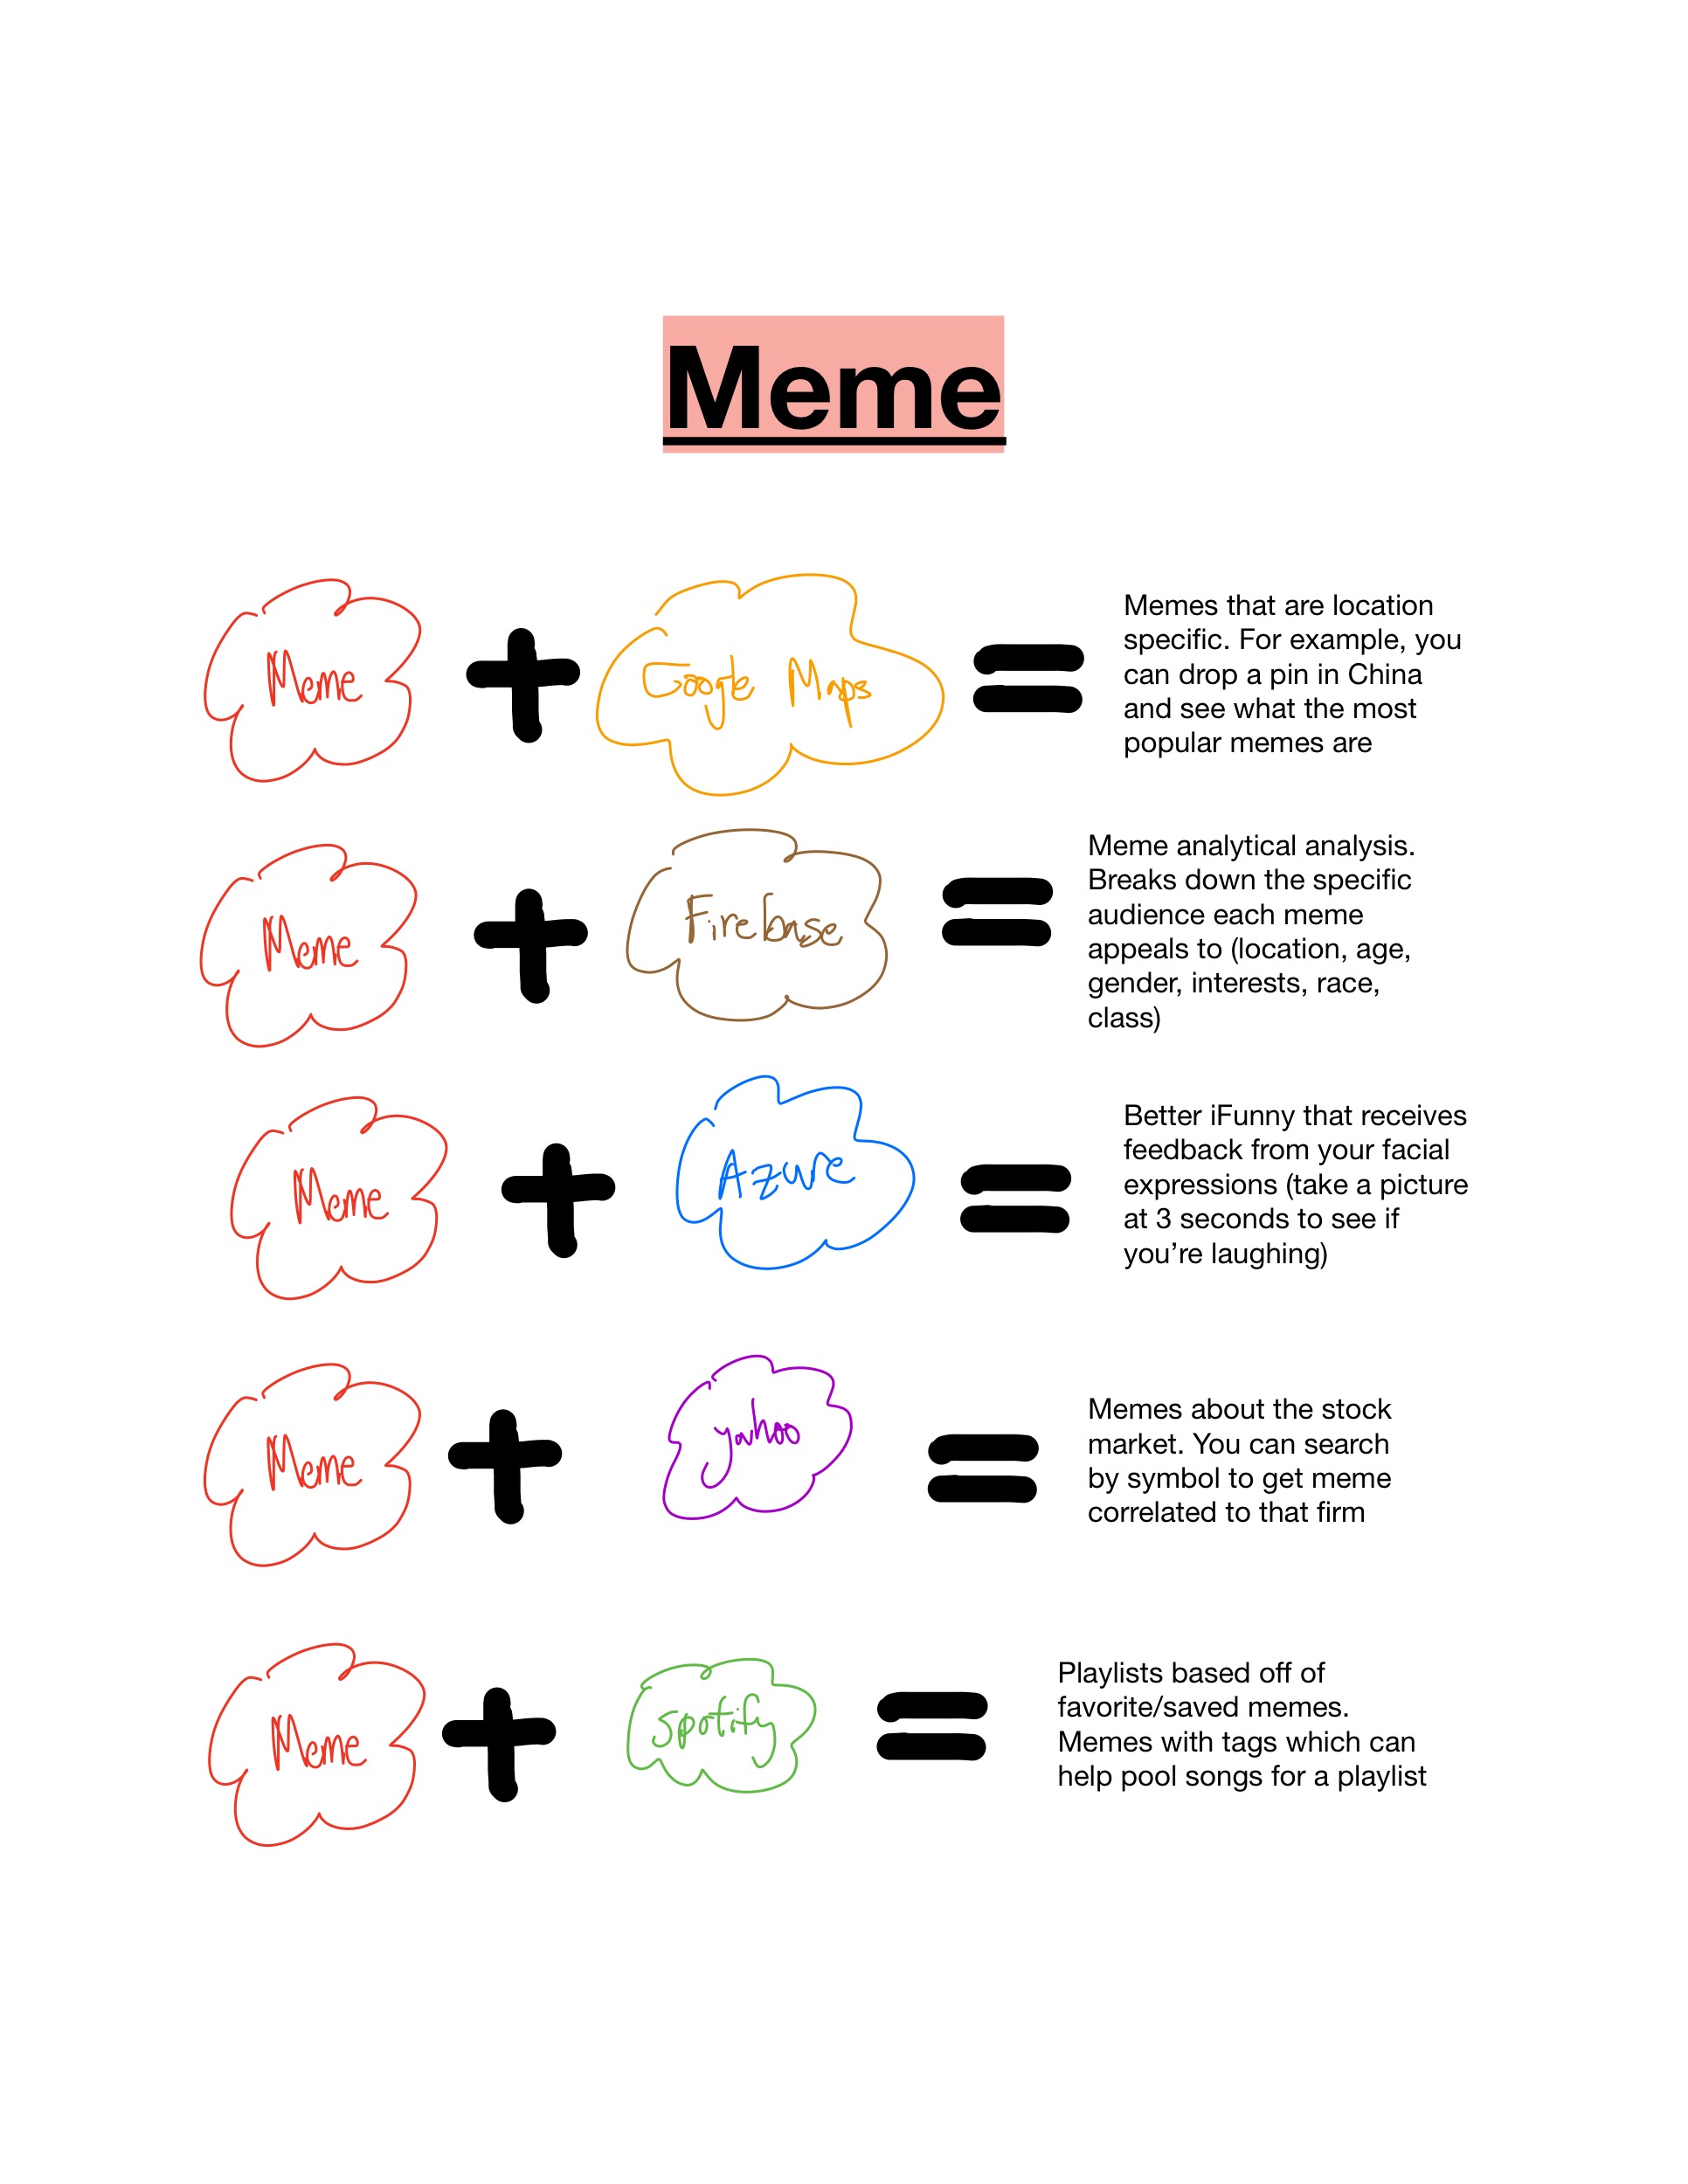 Meme
Meme + Google Maps =
Memes that are location
specific. For example, you
can drop a pin in China
and see what the most
popular memes are
Meme + Firebase =
Meme analytical analysis.
Breaks down the specific
audience each meme
appeals to (location, age,
gender, interests, race,
class)
Meme + Azure =
Better iFunny that receives
feedback from your facial
expressions (take a picture
at 3 seconds to see if
you’re laughing)
Meme + yahoo =
Memes about the stock
market. You can search
by symbol to get meme
correlated to that firm
Meme + spotify =
Playlists based off of
favorite/saved memes.
Memes with tags which can
help pool songs for a playlist